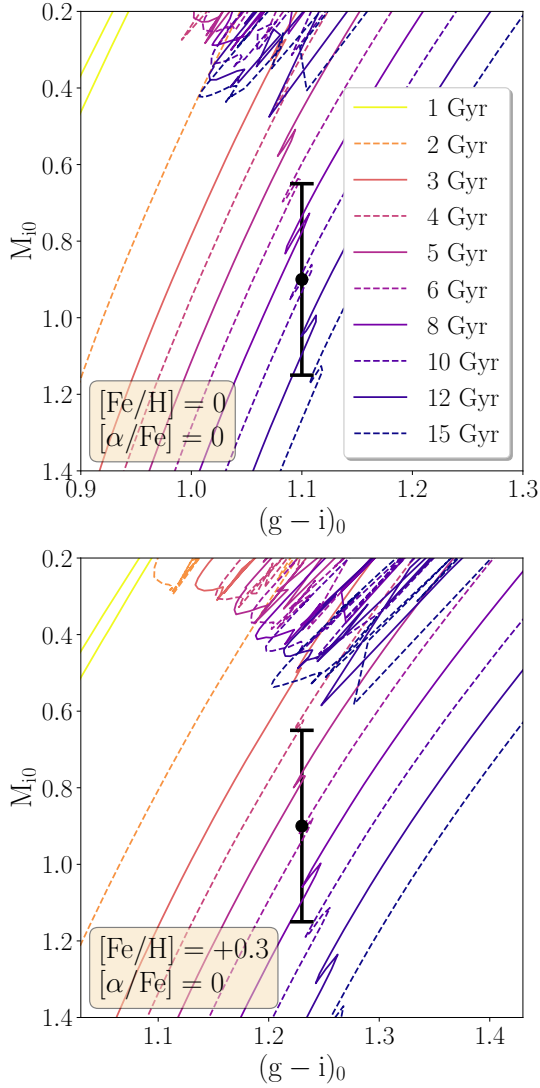 0.2
0.4
0.6
0.8
1.0
1.2
1.4
M_{i0}
1 Gyr
2 Gyr
3 Gyr
4 Gyr
5 Gyr
6 Gyr
8 Gyr
10 Gyr
12 Gyr
15 Gyr
[Fe/H] = 0
[α/Fe] = 0
0.9 1.0 1.1 1.2 1.3
(g − i)_0
0.2
0.4
0.6
0.8
1.0
1.2
1.4
M_{i0}
[Fe/H] = +0.3
[α/Fe] = 0
1.1 1.2 1.3 1.4
(g − i)_0